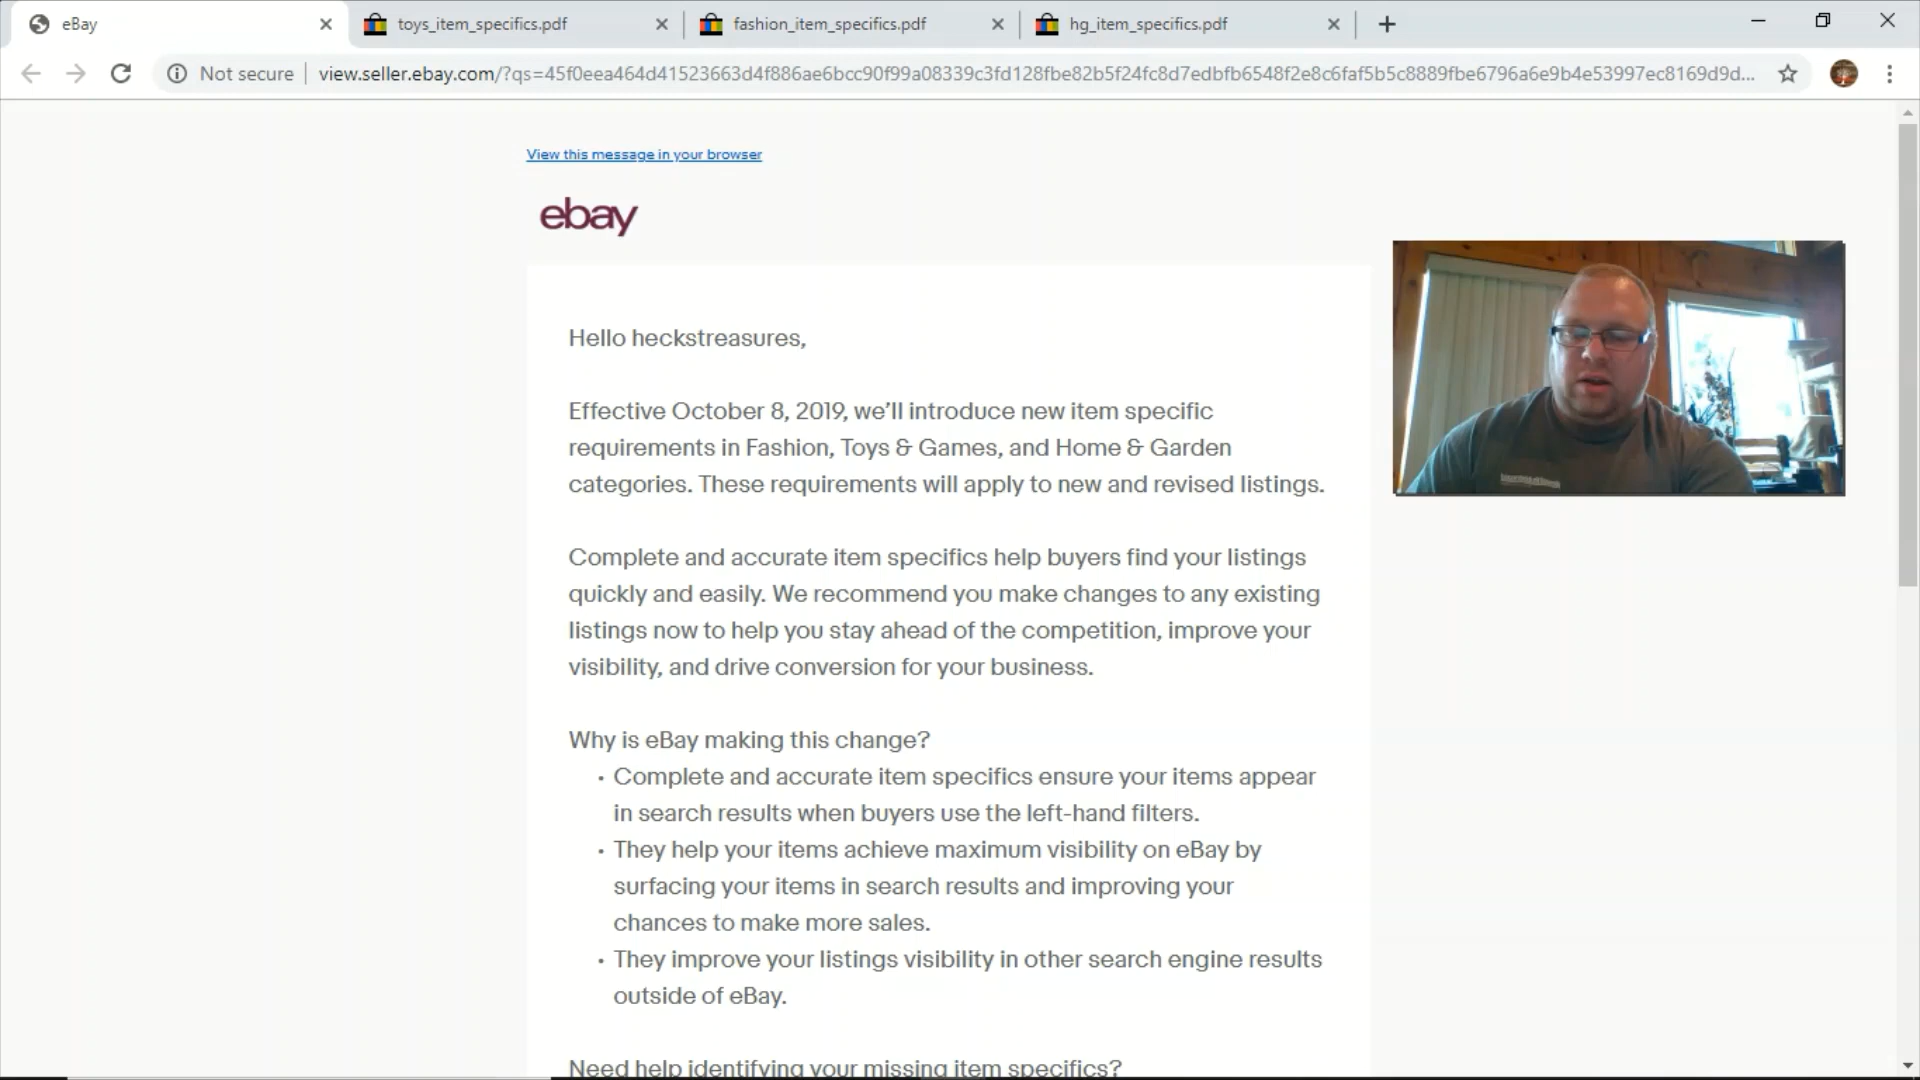 eBay
toys_item_specifics.pdf
fashion_item_specifics.pdf
hg_item_specifics.pdf
Not secure
view.seller.ebay.com/?qs=45f0eea464d41523663d4f886ae6bcc90f99a08339c3fd128fbe82b5f24fc8d7edbfb6548f2e8c6faf5b5c8889fbe6796a6e9b4e53997ec8169d9d...
View this message in your browser
ebay
Hello heckstreasures,
Effective October 8, 2019, we’ll introduce new item specific
requirements in Fashion, Toys & Games, and Home & Garden
categories. These requirements will apply to new and revised listings.
Complete and accurate item specifics help buyers find your listings
quickly and easily. We recommend you make changes to any existing
listings now to help you stay ahead of the competition, improve your
visibility, and drive conversion for your business.
Why is eBay making this change?
• Complete and accurate item specifics ensure your items appear
in search results when buyers use the left-hand filters.
• They help your items achieve maximum visibility on eBay by
surfacing your items in search results and improving your
chances to make more sales.
• They improve your listings visibility in other search engine results
outside of eBay.
Need help identifying your missing item specifics?